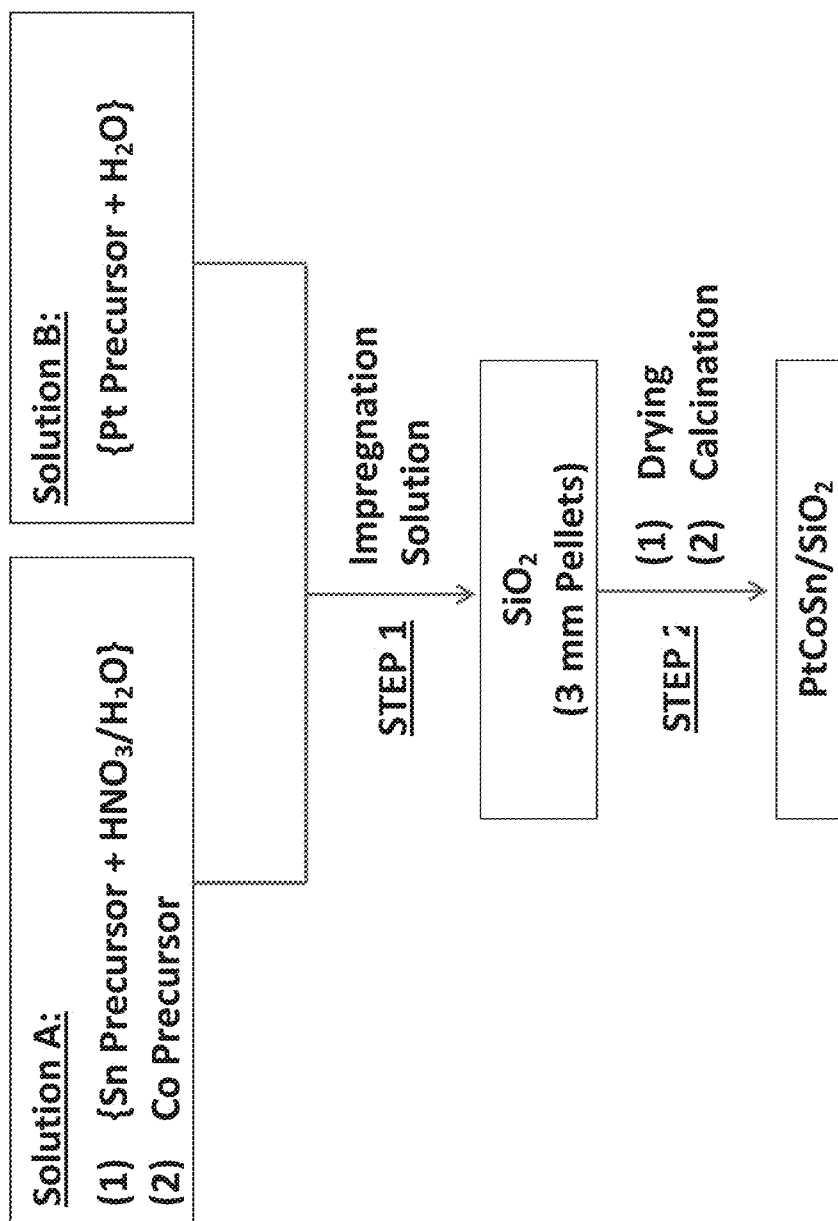 Solution A:
(1) {Sn Precursor + HNO₃/H₂O}
(2) Co Precursor
Solution B:
{Pt Precursor + H₂O}
STEP 1
Impregnation
Solution
SiO₂
(3 mm Pellets)
STEP 2
(1) Drying
(2) Calcination
PtCoSn/SiO₂